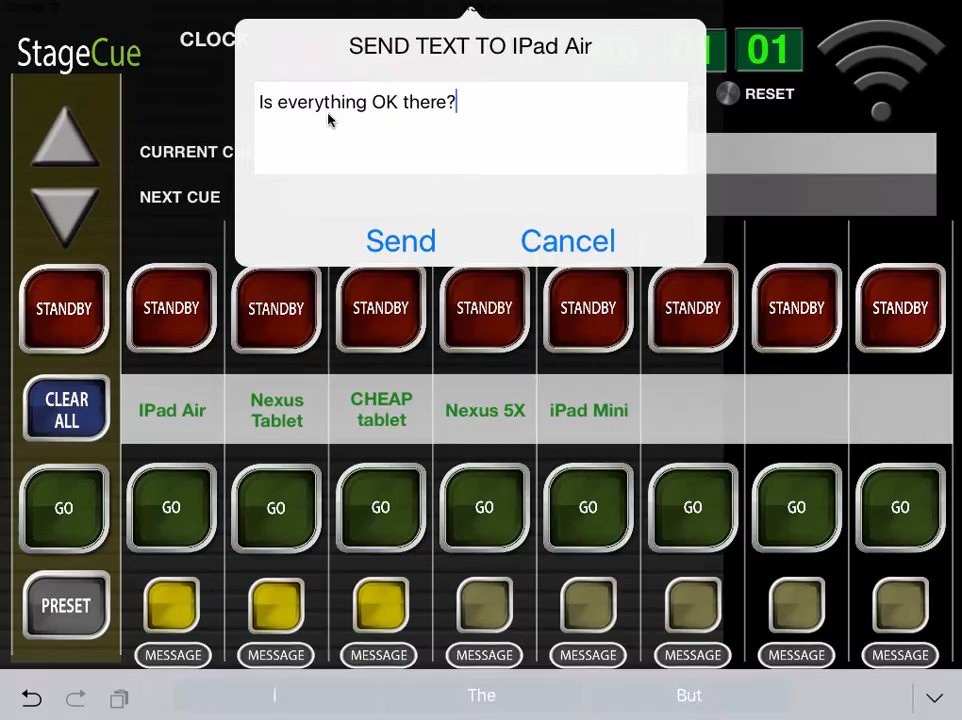 StageCue
CLOCK
SEND TEXT TO IPad Air
Is everything OK there?
01
RESET
CURRENT
NEXT CUE
Send
Cancel
STANDBY
STANDBY
STANDBY
STANDBY
STANDBY
STANDBY
STANDBY
STANDBY
STANDBY
CLEAR
ALL
IPad Air
Nexus
Tablet
CHEAP
tablet
Nexus 5X
iPad Mini
GO
GO
GO
GO
GO
GO
GO
GO
GO
PRESET
MESSAGE
MESSAGE
MESSAGE
MESSAGE
MESSAGE
MESSAGE
MESSAGE
MESSAGE
The
But